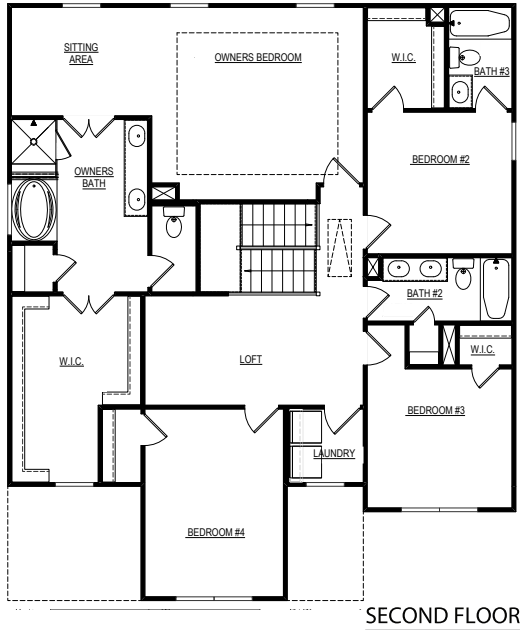 SITTING
AREA
OWNERS BEDROOM
W.I.C.
BATH #3
OWNERS
BATH
BEDROOM #2
BATH #2
W.I.C.
LOFT
W.I.C.
BEDROOM #3
LAUNDRY
BEDROOM #4
SECOND FLOOR